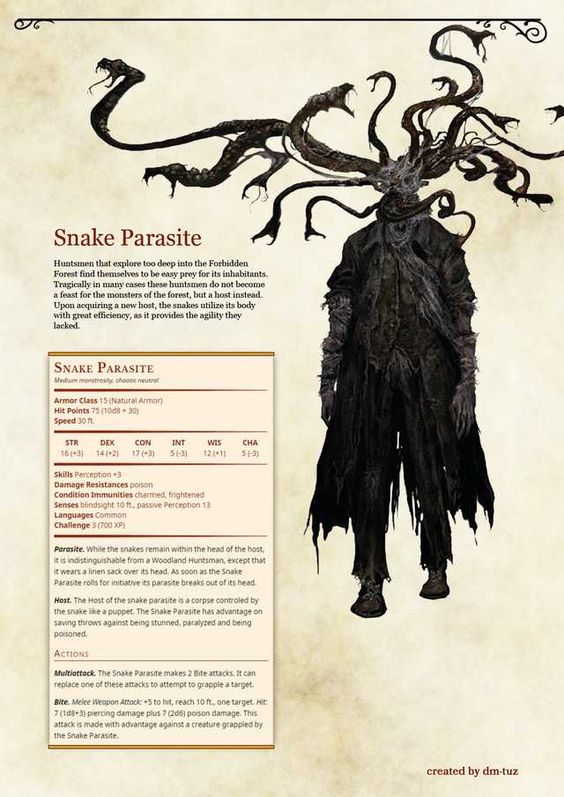 Snake Parasite
Huntsmen that explore too deep into the Forbidden
Forest find themselves to be easy prey for its inhabitants.
Tragically in many cases these huntsmen do not become
a feast for the monsters of the forest, but a host instead.
Upon acquiring a new host, the snakes utilize its body
with great efficiency, as it provides the agility they
lacked.
Snake Parasite
Medium monstrosity, chaotic neutral
Armor Class 15 (Natural Armor)
Hit Points 75 (10d8 + 30)
Speed 30 ft.
STR DEX CON INT WIS CHA
16 (+3) 14 (+2) 17 (+3) 5 (-3) 12 (+1) 5 (-3)
Skills Perception +3
Damage Resistances poison
Condition Immunities charmed, frightened
Senses blindsight 10 ft., passive Perception 13
Languages Common
Challenge 3 (700 XP)
Parasite. While the snakes remain within the head of the host,
it is indistinguishable from a Woodland Huntsman, except that
it wears a linen sack over its head. As soon as the Snake
Parasite rolls for initiative its parasite breaks out of its head.
Host. The Host of the snake parasite is a corpse controled by
the snake like a puppet. The Snake Parasite has advantage on
saving throws against being stunned, paralyzed and being
poisoned.
Actions
Multiattack. The Snake Parasite makes 2 Bite attacks. It can
replace one of these attacks to attempt to grapple a target.
Bite. Melee Weapon Attack: +5 to hit, reach 10 ft., one target. Hit:
7 (1d8+3) piercing damage plus 7 (2d6) poison damage. This
attack is made with advantage against a creature grappled by
the Snake Parasite.
created by dm-tuz